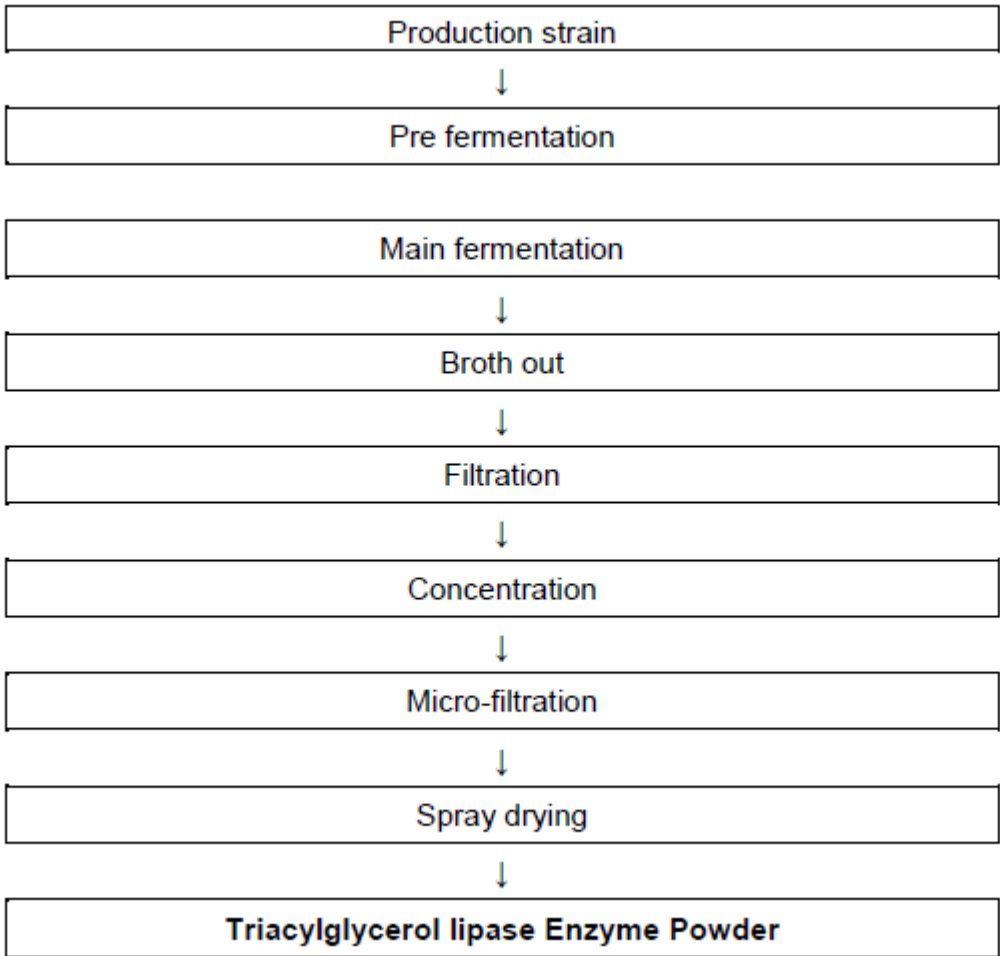 Production strain
↓
Pre fermentation
Main fermentation
↓
Broth out
↓
Filtration
↓
Concentration
↓
Micro-filtration
↓
Spray drying
↓
Triacylglycerol lipase Enzyme Powder